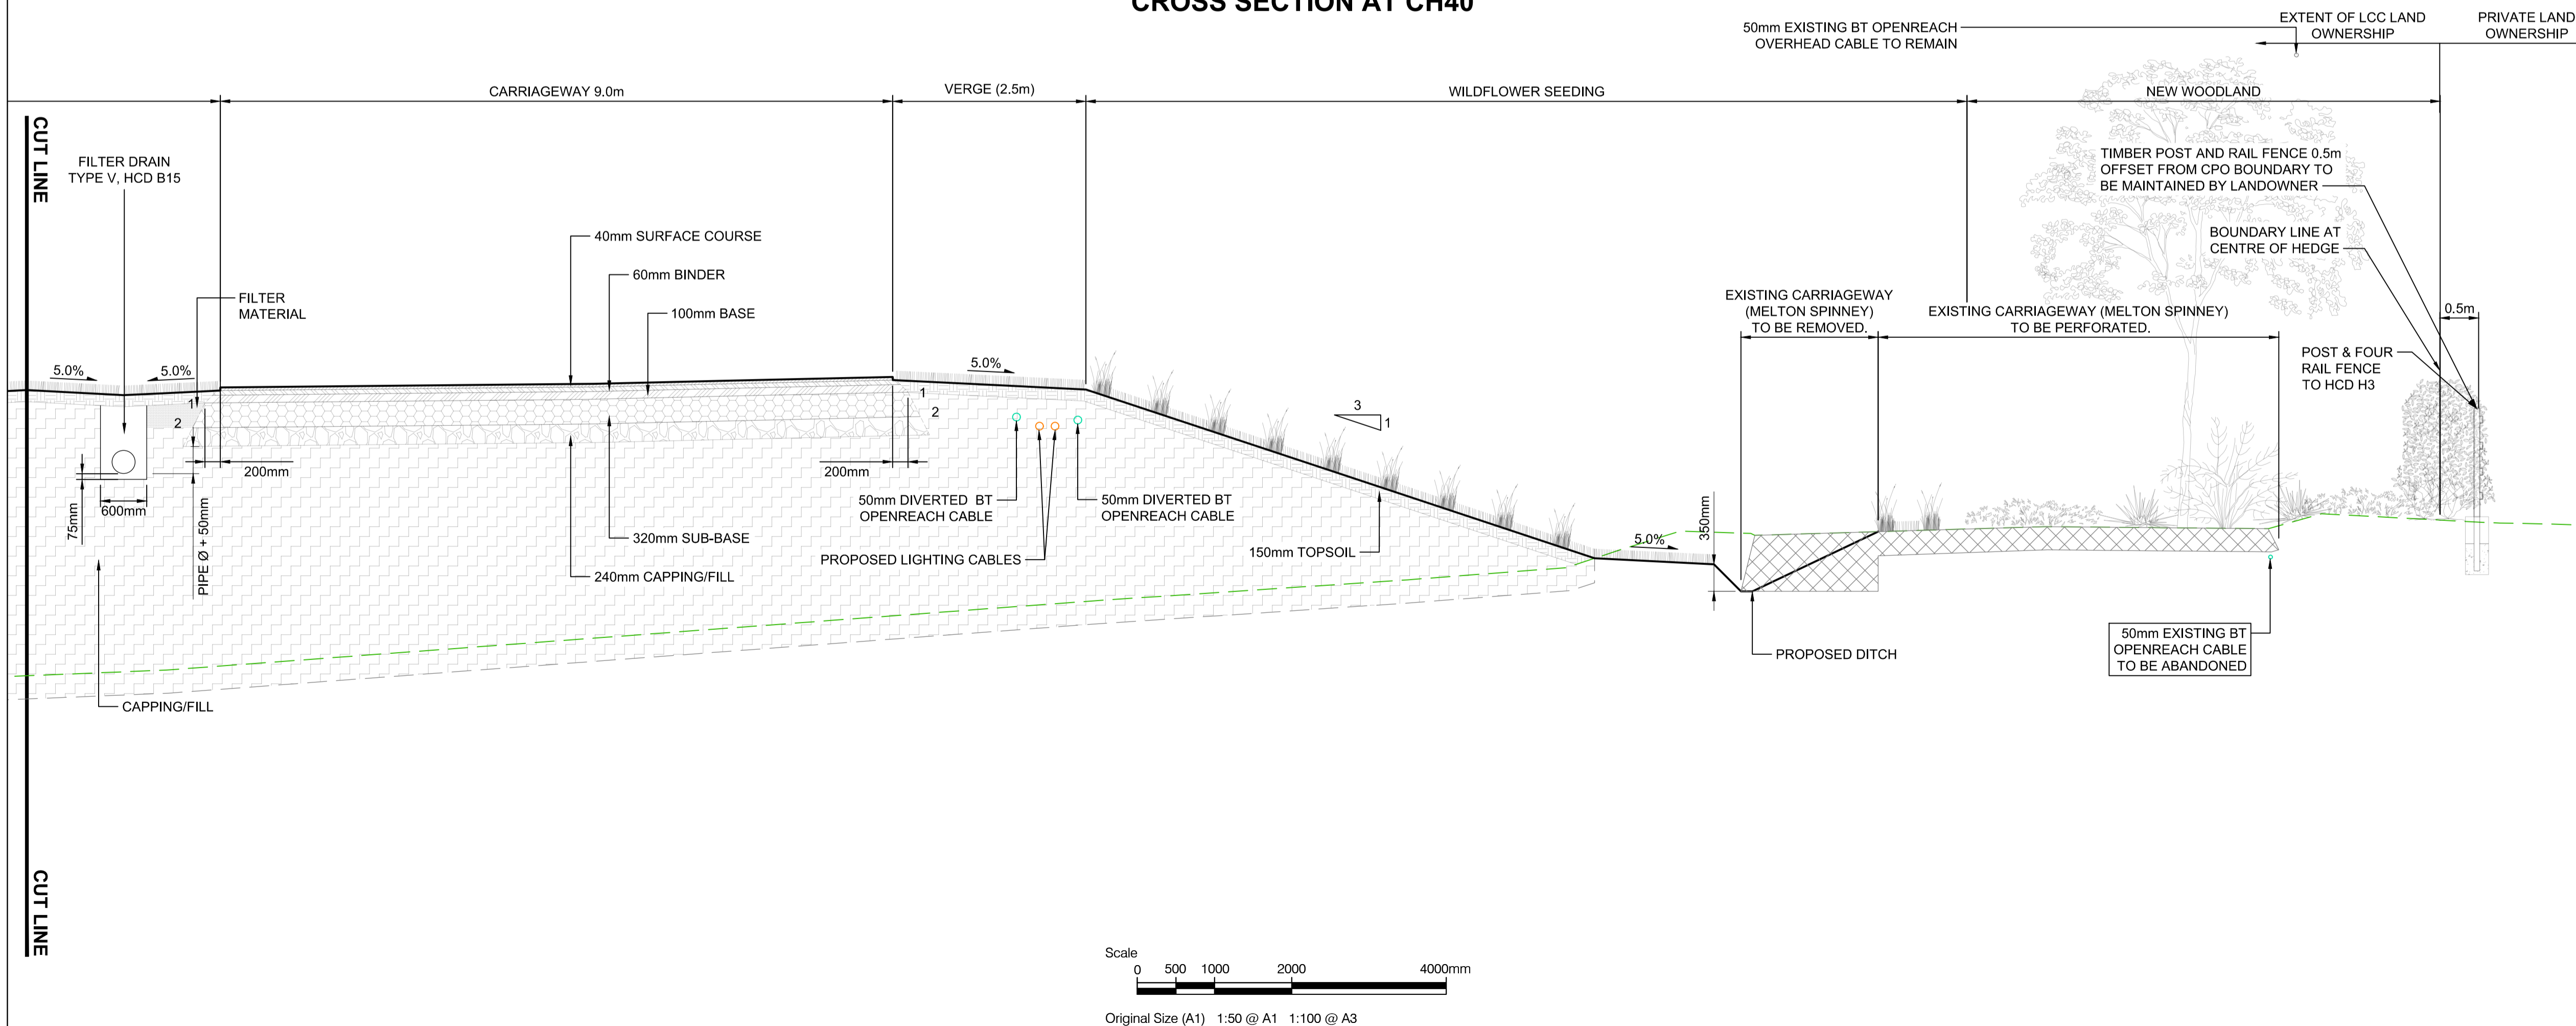 CROSS SECTION AT CH40
50mm EXISTING BT OPENREACH
OVERHEAD CABLE TO REMAIN
EXTENT OF LCC LAND
OWNERSHIP
PRIVATE LAND
OWNERSHIP
CARRIAGEWAY 9.0m
VERGE (2.5m)
WILDFLOWER SEEDING
NEW WOODLAND
CUT LINE
FILTER DRAIN
TYPE V, HCD B15
TIMBER POST AND RAIL FENCE 0.5m
OFFSET FROM CPO BOUNDARY TO
BE MAINTAINED BY LANDOWNER
BOUNDARY LINE AT
CENTRE OF HEDGE
40mm SURFACE COURSE
60mm BINDER
100mm BASE
FILTER
MATERIAL
EXISTING CARRIAGEWAY
(MELTON SPINNEY)
TO BE REMOVED.
EXISTING CARRIAGEWAY (MELTON SPINNEY)
TO BE PERFORATED.
0.5m
POST & FOUR
RAIL FENCE
TO HCD H3
5.0%
5.0%
5.0%
1
2
1
2
3
1
200mm
200mm
75mm
600mm
PIPE Ø + 50mm
50mm DIVERTED BT
OPENREACH CABLE
50mm DIVERTED BT
OPENREACH CABLE
320mm SUB-BASE
PROPOSED LIGHTING CABLES
150mm TOPSOIL
240mm CAPPING/FILL
5.0%
350mm
PROPOSED DITCH
50mm EXISTING BT
OPENREACH CABLE
TO BE ABANDONED
CAPPING/FILL
CUT LINE
Scale
0 500 1000 2000 4000mm
Original Size (A1) 1:50 @ A1 1:100 @ A3